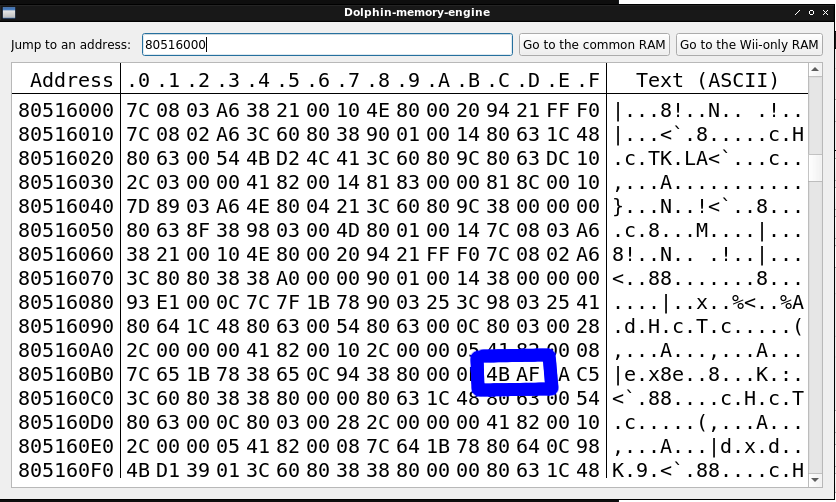 Dolphin-memory-engine
Jump to an address: 80516000 Go to the common RAM Go to the Wii-only RAM
Address .0 .1 .2 .3 .4 .5 .6 .7 .8 .9 .A .B .C .D .E .F Text (ASCII)
80516000 7C 08 03 A6 38 21 00 10 4E 80 00 20 94 21 FF F0 |...8!..N.. .!..
80516010 7C 08 02 A6 3C 60 80 38 90 01 00 14 80 63 1C 48 |...<`.8.....c.H
80516020 80 63 00 54 4B D2 4C 41 3C 60 80 9C 80 63 DC 10 .c.TK.LA<`...c..
80516030 2C 03 00 00 41 82 00 14 81 83 00 00 81 8C 00 10 ,...A...........
80516040 7D 89 03 A6 4E 80 04 21 3C 60 80 9C 38 00 00 00 }...N..!<`..8...
80516050 80 63 8F 38 98 03 00 4D 80 01 00 14 7C 08 03 A6 .c.8...M....|...
80516060 38 21 00 10 4E 80 00 20 94 21 FF F0 7C 08 02 A6 8!..N.. .!..|...
80516070 3C 80 80 38 38 A0 00 00 90 01 00 14 38 00 00 00 <..88.......8...
80516080 93 E1 00 0C 7C 7F 1B 78 90 03 25 3C 98 03 25 41 ....|..x..%<..%A
80516090 80 64 1C 48 80 63 00 54 80 63 00 0C 80 03 00 28 .d.H.c.T.c.....(
805160A0 2C 00 00 00 41 82 00 10 2C 00 00 05 41 82 00 08 ,...A...,...A...
805160B0 7C 65 1B 78 38 65 0C 94 38 80 00 4B AF C5 |e.x8e..8...K.:.
805160C0 3C 60 80 38 38 80 00 00 80 63 1C 48 80 63 00 54 <`.88....c.H.c.T
805160D0 80 63 00 0C 80 03 00 28 2C 00 00 00 41 82 00 10 .c.....(,...A...
805160E0 2C 00 00 05 41 82 00 08 7C 64 1B 78 80 64 0C 98 ,...A...|d.x.d..
805160F0 4B D1 39 01 3C 60 80 38 38 80 00 00 80 63 1C 48 K.9.<`.88....c.H